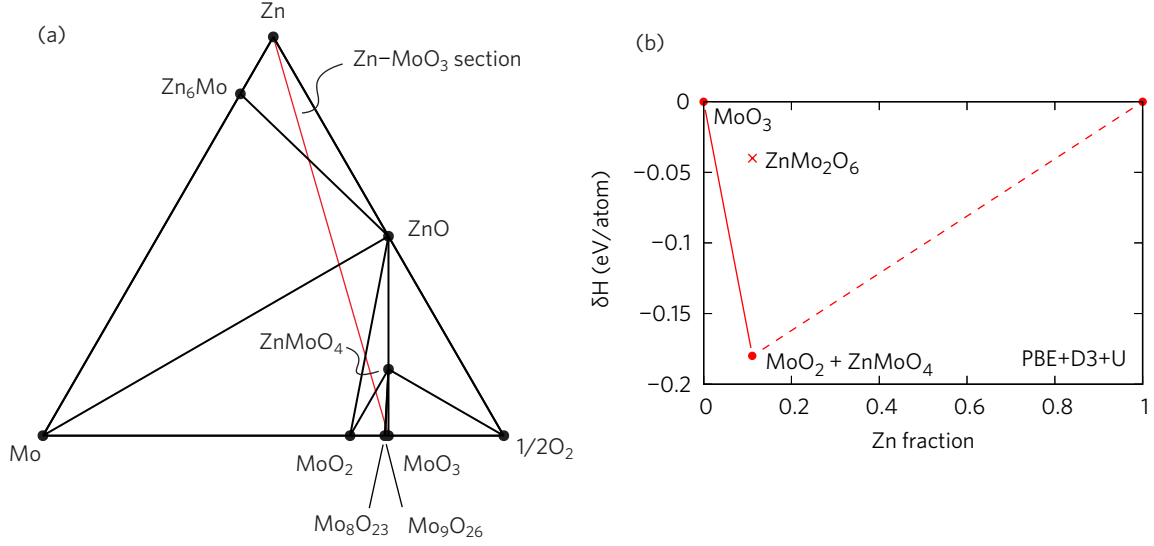 (a)
Zn
Zn–MoO₃ section
Zn₆Mo
ZnO
ZnMoO₄
Mo
MoO₂
MoO₃
1/2O₂
Mo₈O₂₃
Mo₉O₂₆
(b)
δH (eV/atom)
0
−0.05
−0.1
−0.15
−0.2
MoO₃
ZnMo₂O₆
MoO₂ + ZnMoO₄
PBE+D3+U
0
0.2
0.4
0.6
0.8
1
Zn fraction